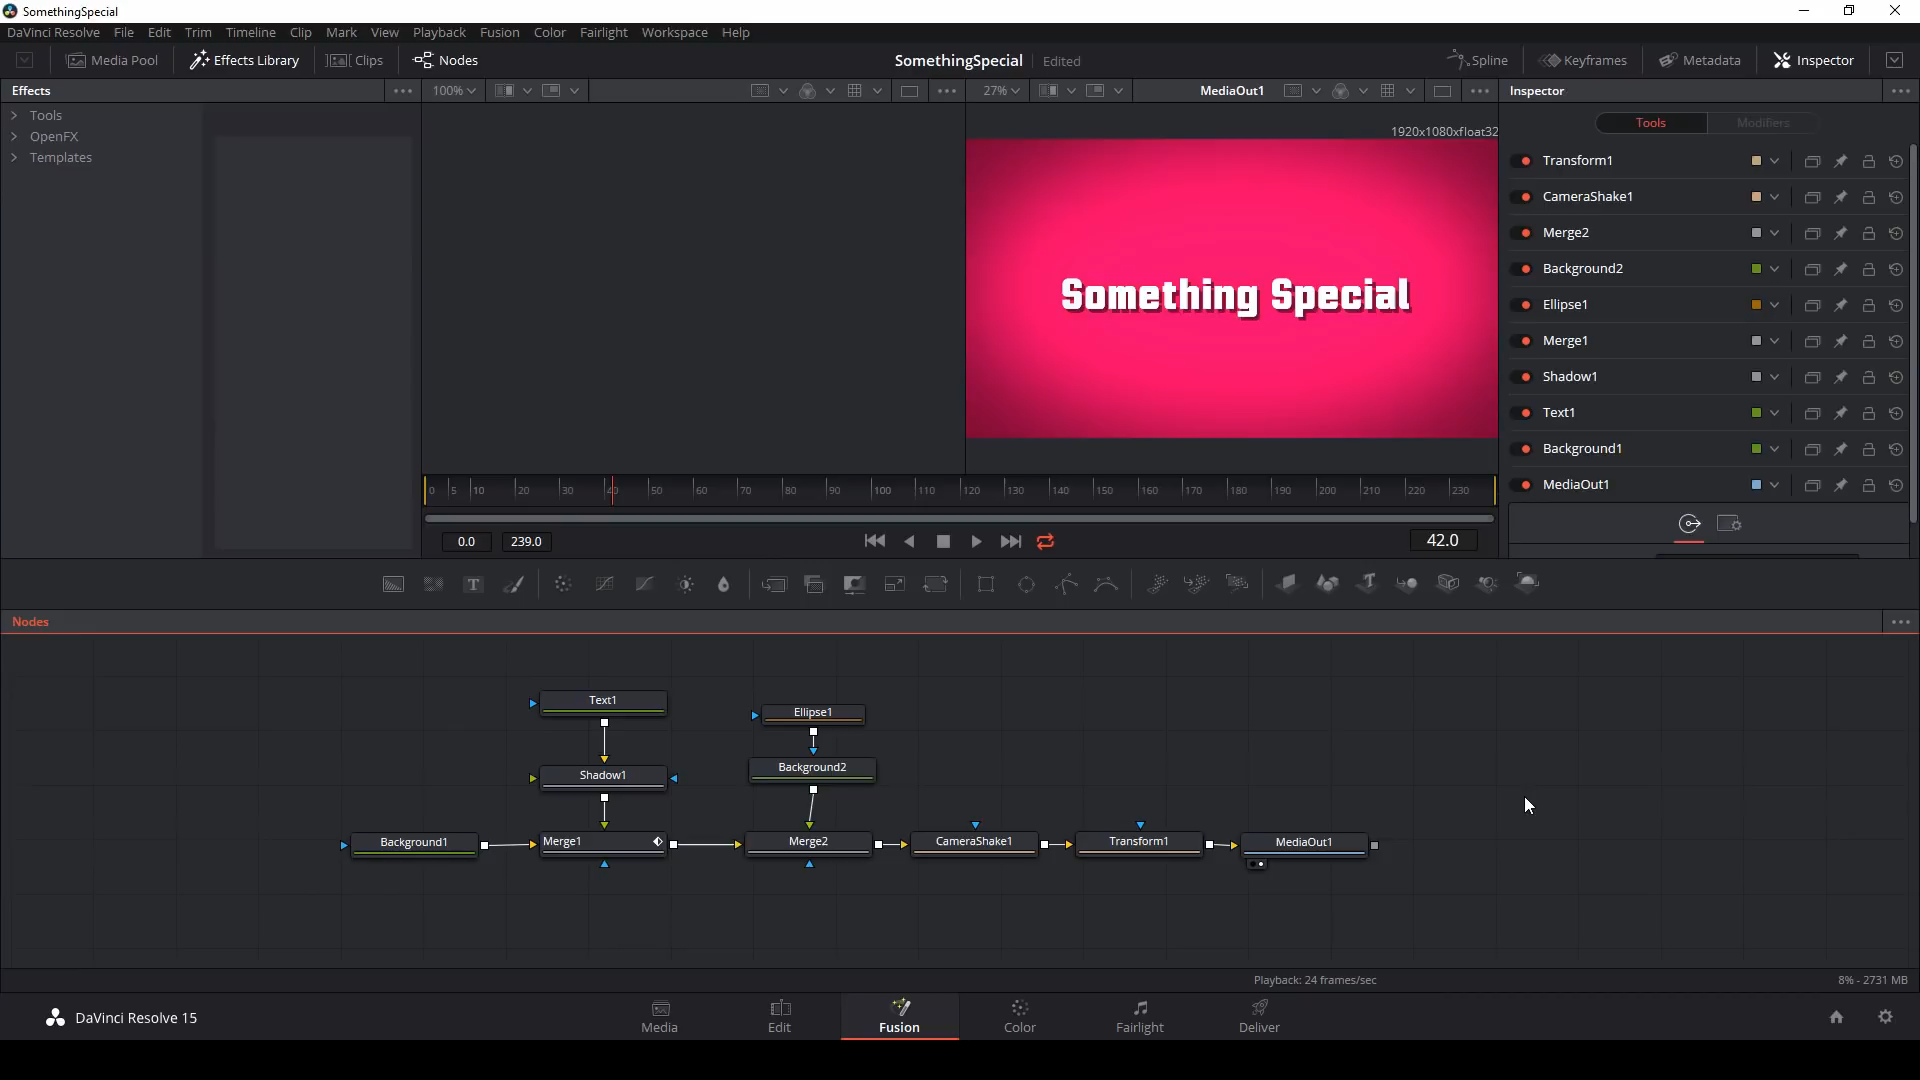 SomethingSpecial
DaVinci Resolve File Edit Trim Timeline Clip Mark View Playback Fusion Color Fairlight Workspace Help
Media Pool Effects Library Clips Nodes SomethingSpecial Edited Spline Keyframes Metadata Inspector
Effects 100% 27% MediaOut1 Inspector
Tools
OpenFX
Templates
1920x1080xfloat32
Something Special
Tools Modifiers
Transform1
CameraShake1
Merge2
Background2
Ellipse1
Merge1
Shadow1
Text1
Background1
MediaOut1
0 5 10 20 30 40 50 60 70 80 90 100 110 120 130 140 150 160 170 180 190 200 210 220 230
0.0 239.0 42.0
T
Nodes
Text1
Ellipse1
Shadow1
Background2
Background1 Merge1 Merge2 CameraShake1 Transform1 MediaOut1
Playback: 24 frames/sec 8% - 2731 MB
DaVinci Resolve 15 Media Edit Fusion Color Fairlight Deliver